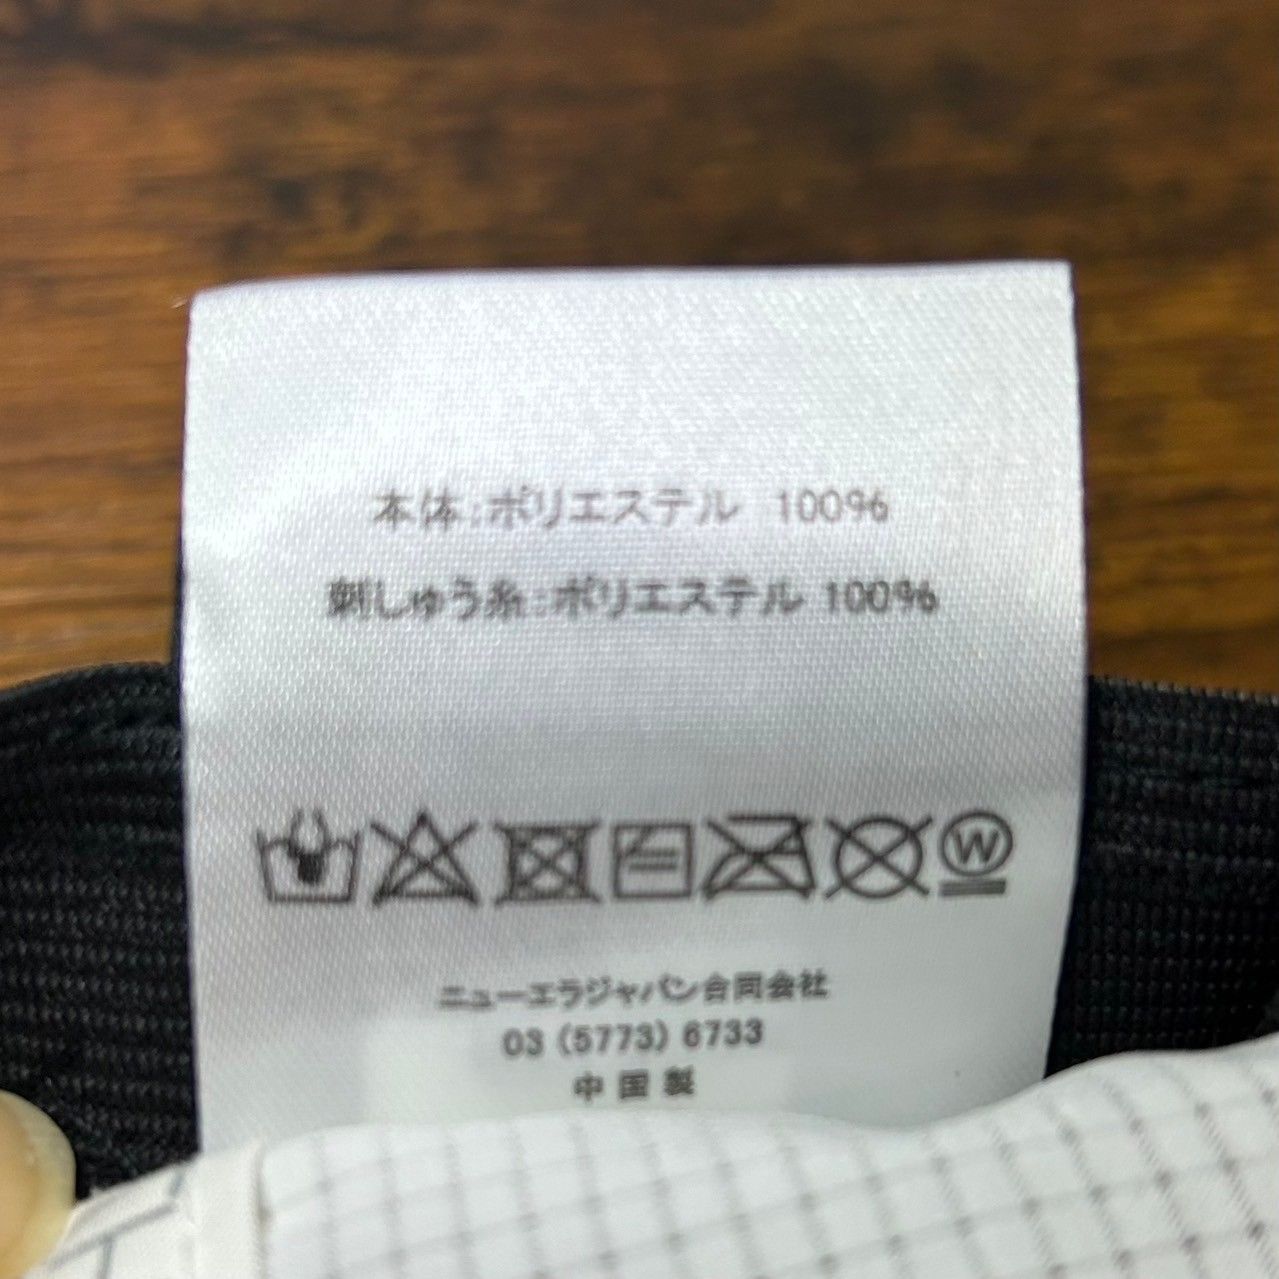 本体:ポリエステル 100%
刺しゅう糸:ポリエステル 100%
W
ニューエラジャパン合同会社
03 (5773) 6733
中国製